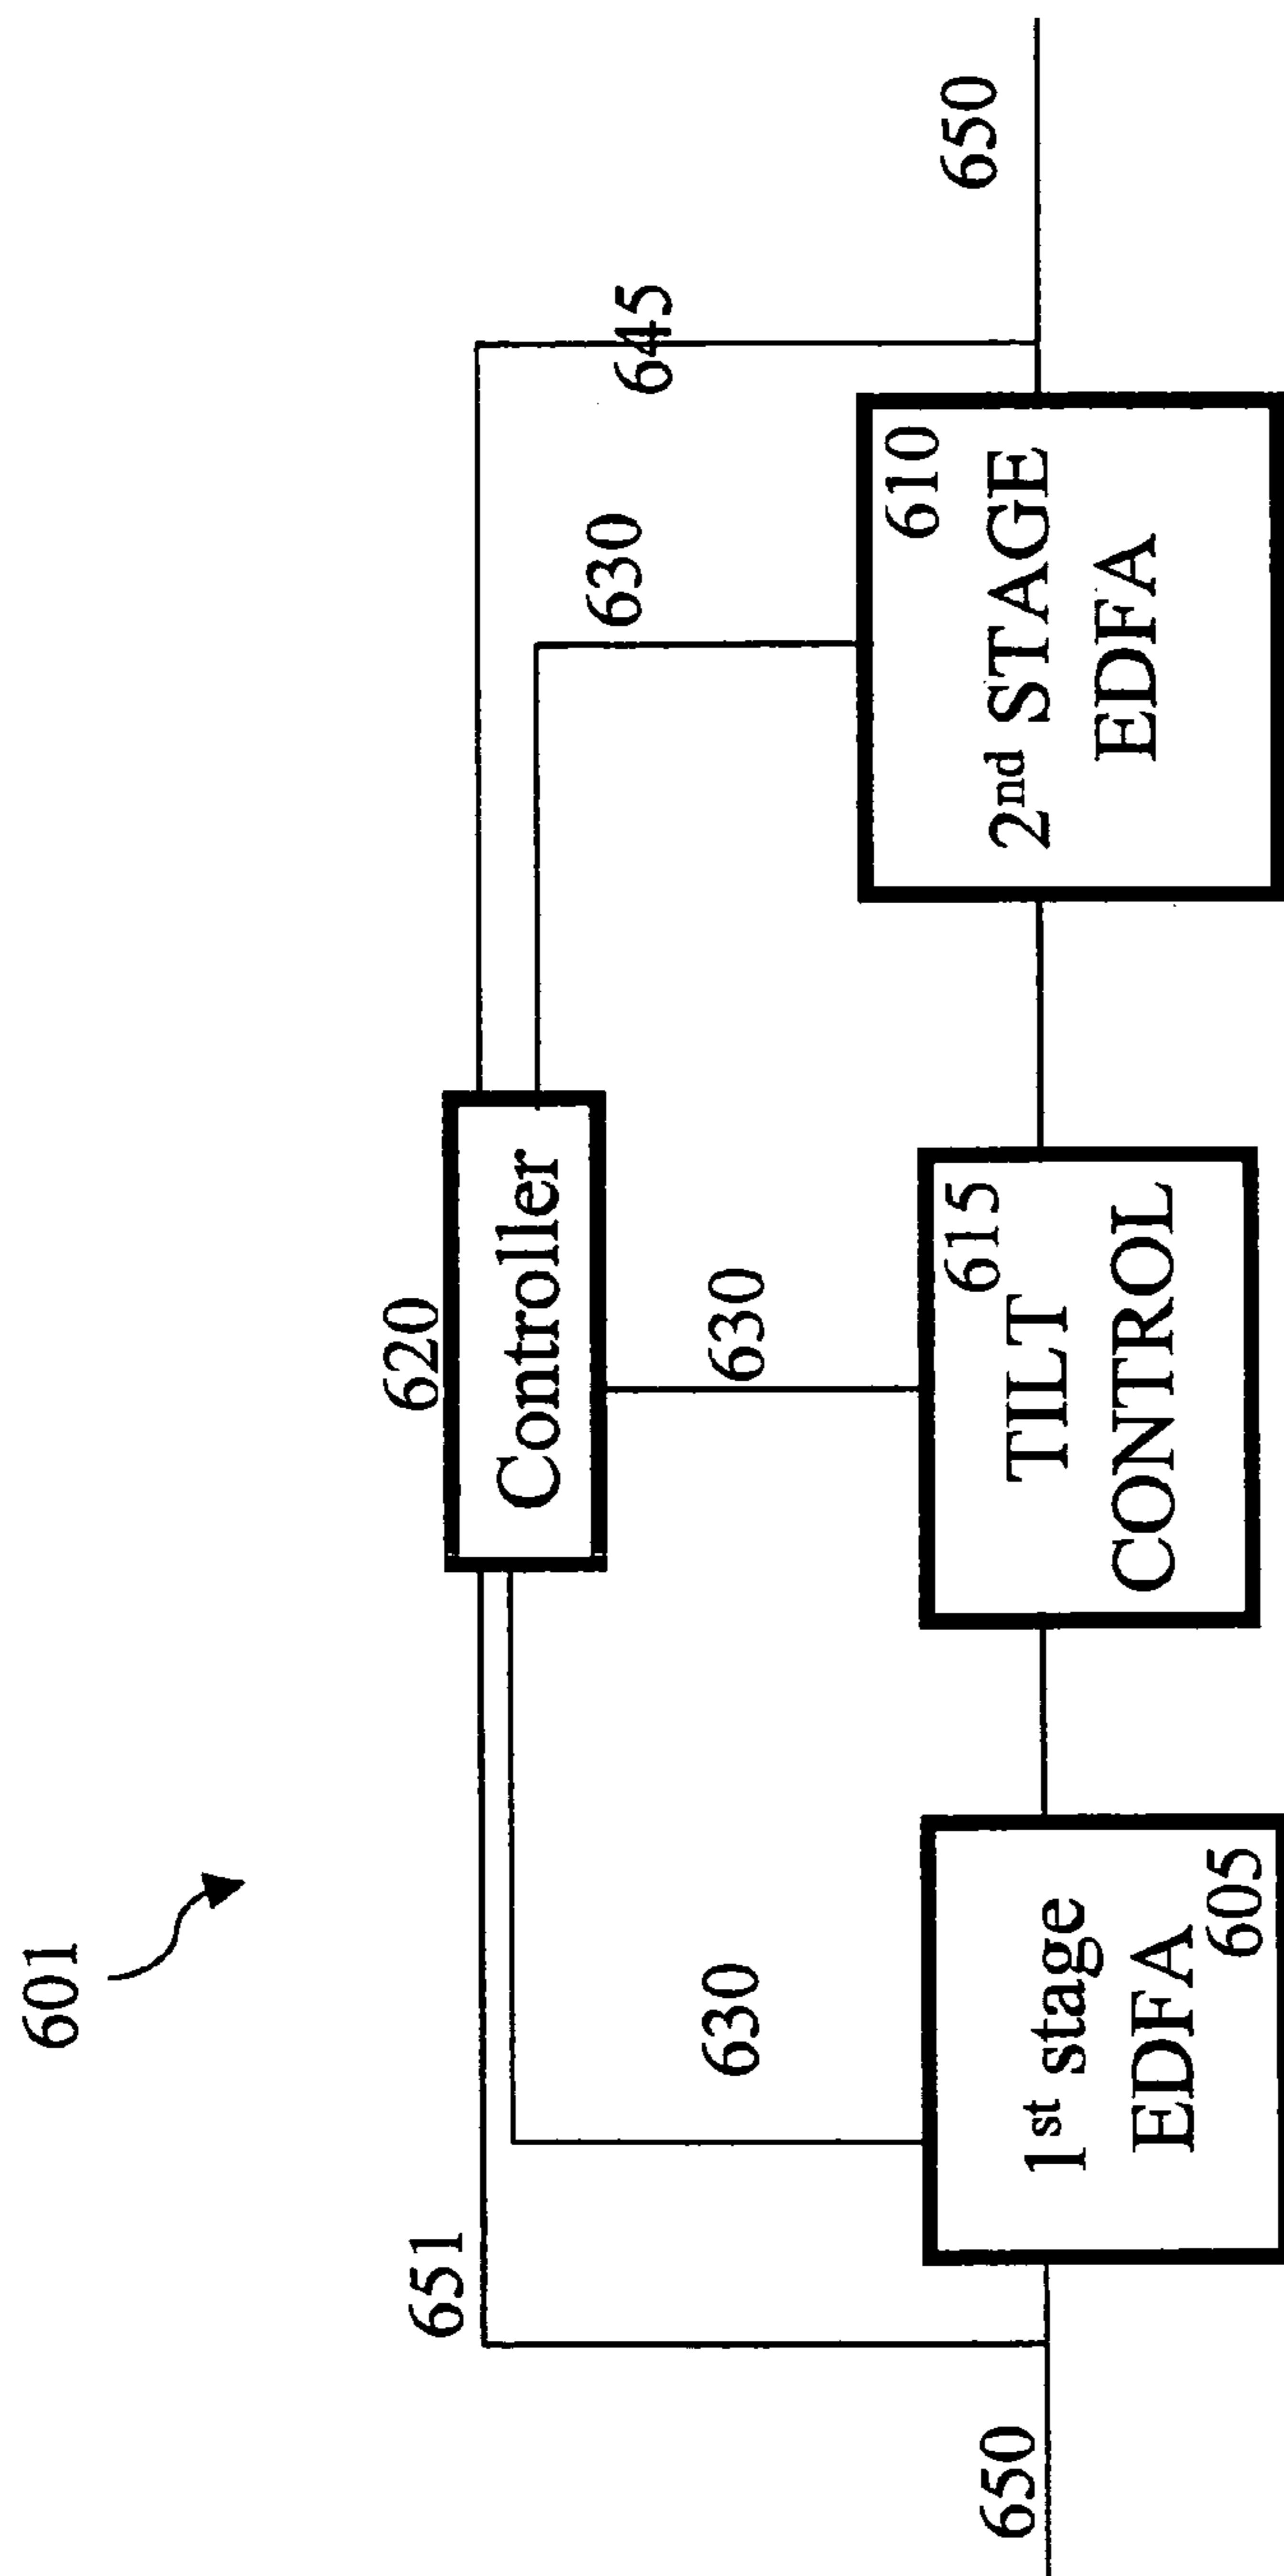 601
620
Controller
651
630
630
630
645
650
1st stage
EDFA
605
615
TILT
CONTROL
610
2nd STAGE
EDFA
650